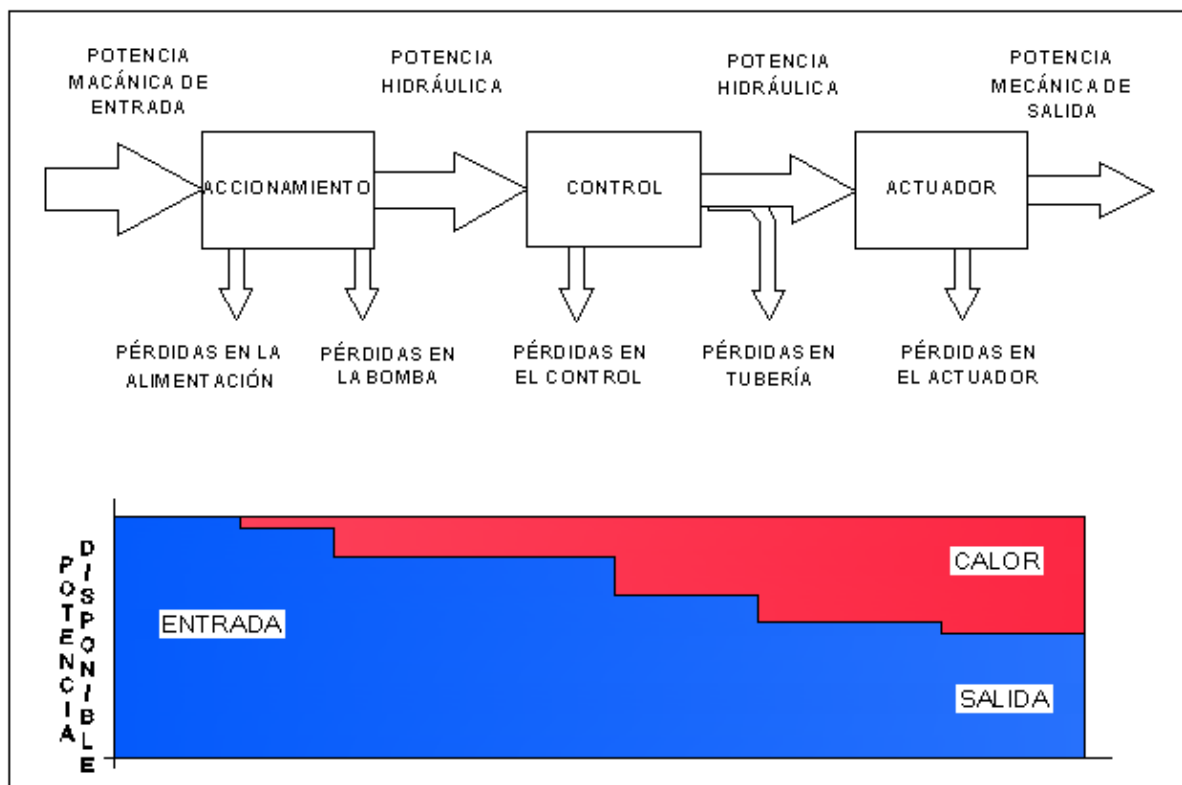 POTENCIA
MACÁNICA DE
ENTRADA
POTENCIA
HIDRÁULICA
POTENCIA
HIDRÁULICA
POTENCIA
MECÁNICA DE
SALIDA
ACCIONAMIENTO
CONTROL
ACTUADOR
PÉRDIDAS EN LA
ALIMENTACIÓN
PÉRDIDAS EN
LA BOMBA
PÉRDIDAS EN
EL CONTROL
PÉRDIDAS EN
TUBERÍA
PÉRDIDAS EN
EL ACTUADOR
POTENCIA
DISPONIBLE
ENTRADA
CALOR
SALIDA